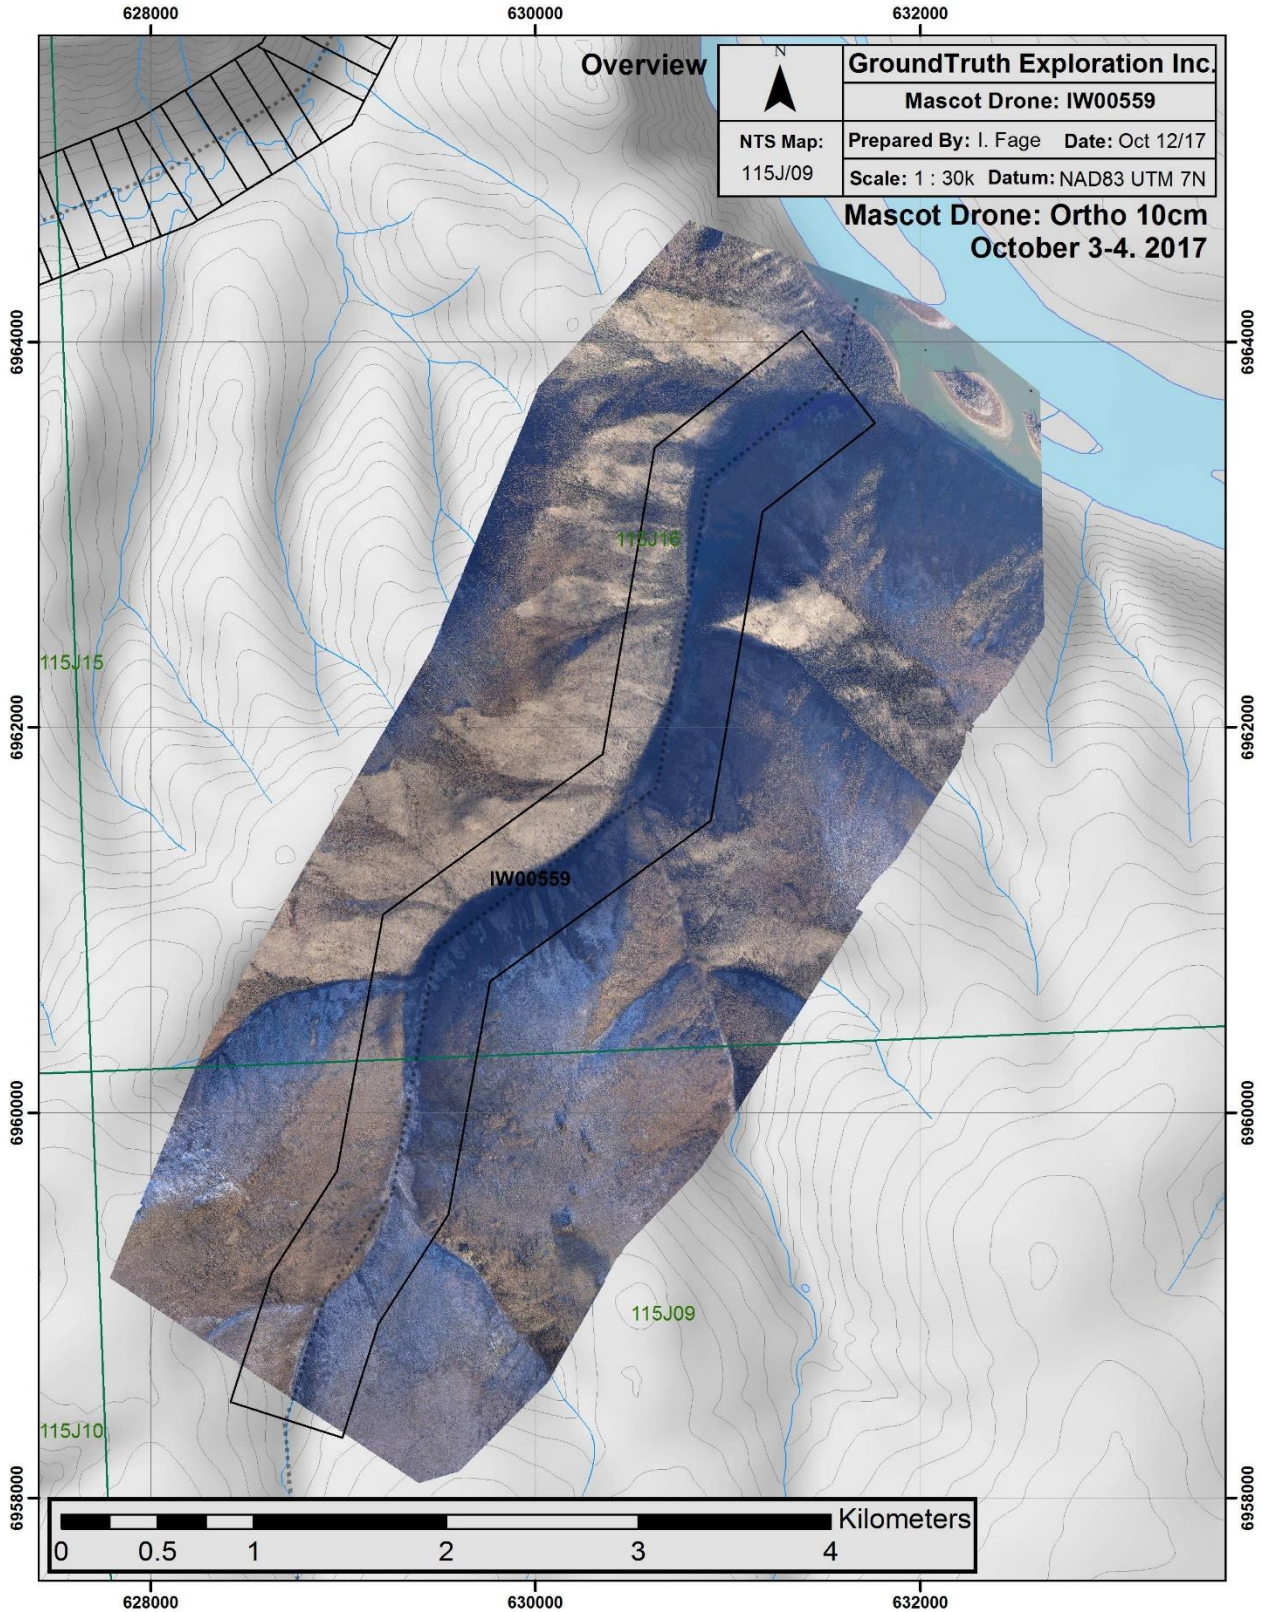 628000
630000
632000
Overview
N
GroundTruth Exploration Inc.
Mascot Drone: IW00559
NTS Map:
115J/09
Prepared By: I. Fage Date: Oct 12/17
Scale: 1 : 30k Datum: NAD83 UTM 7N
Mascot Drone: Ortho 10cm
October 3-4. 2017
6964000
6964000
115J16
115J15
6962000
6962000
IW00559
6960000
6960000
115J09
115J10
6958000
6958000
Kilometers
0 0.5 1 2 3 4
628000
630000
632000